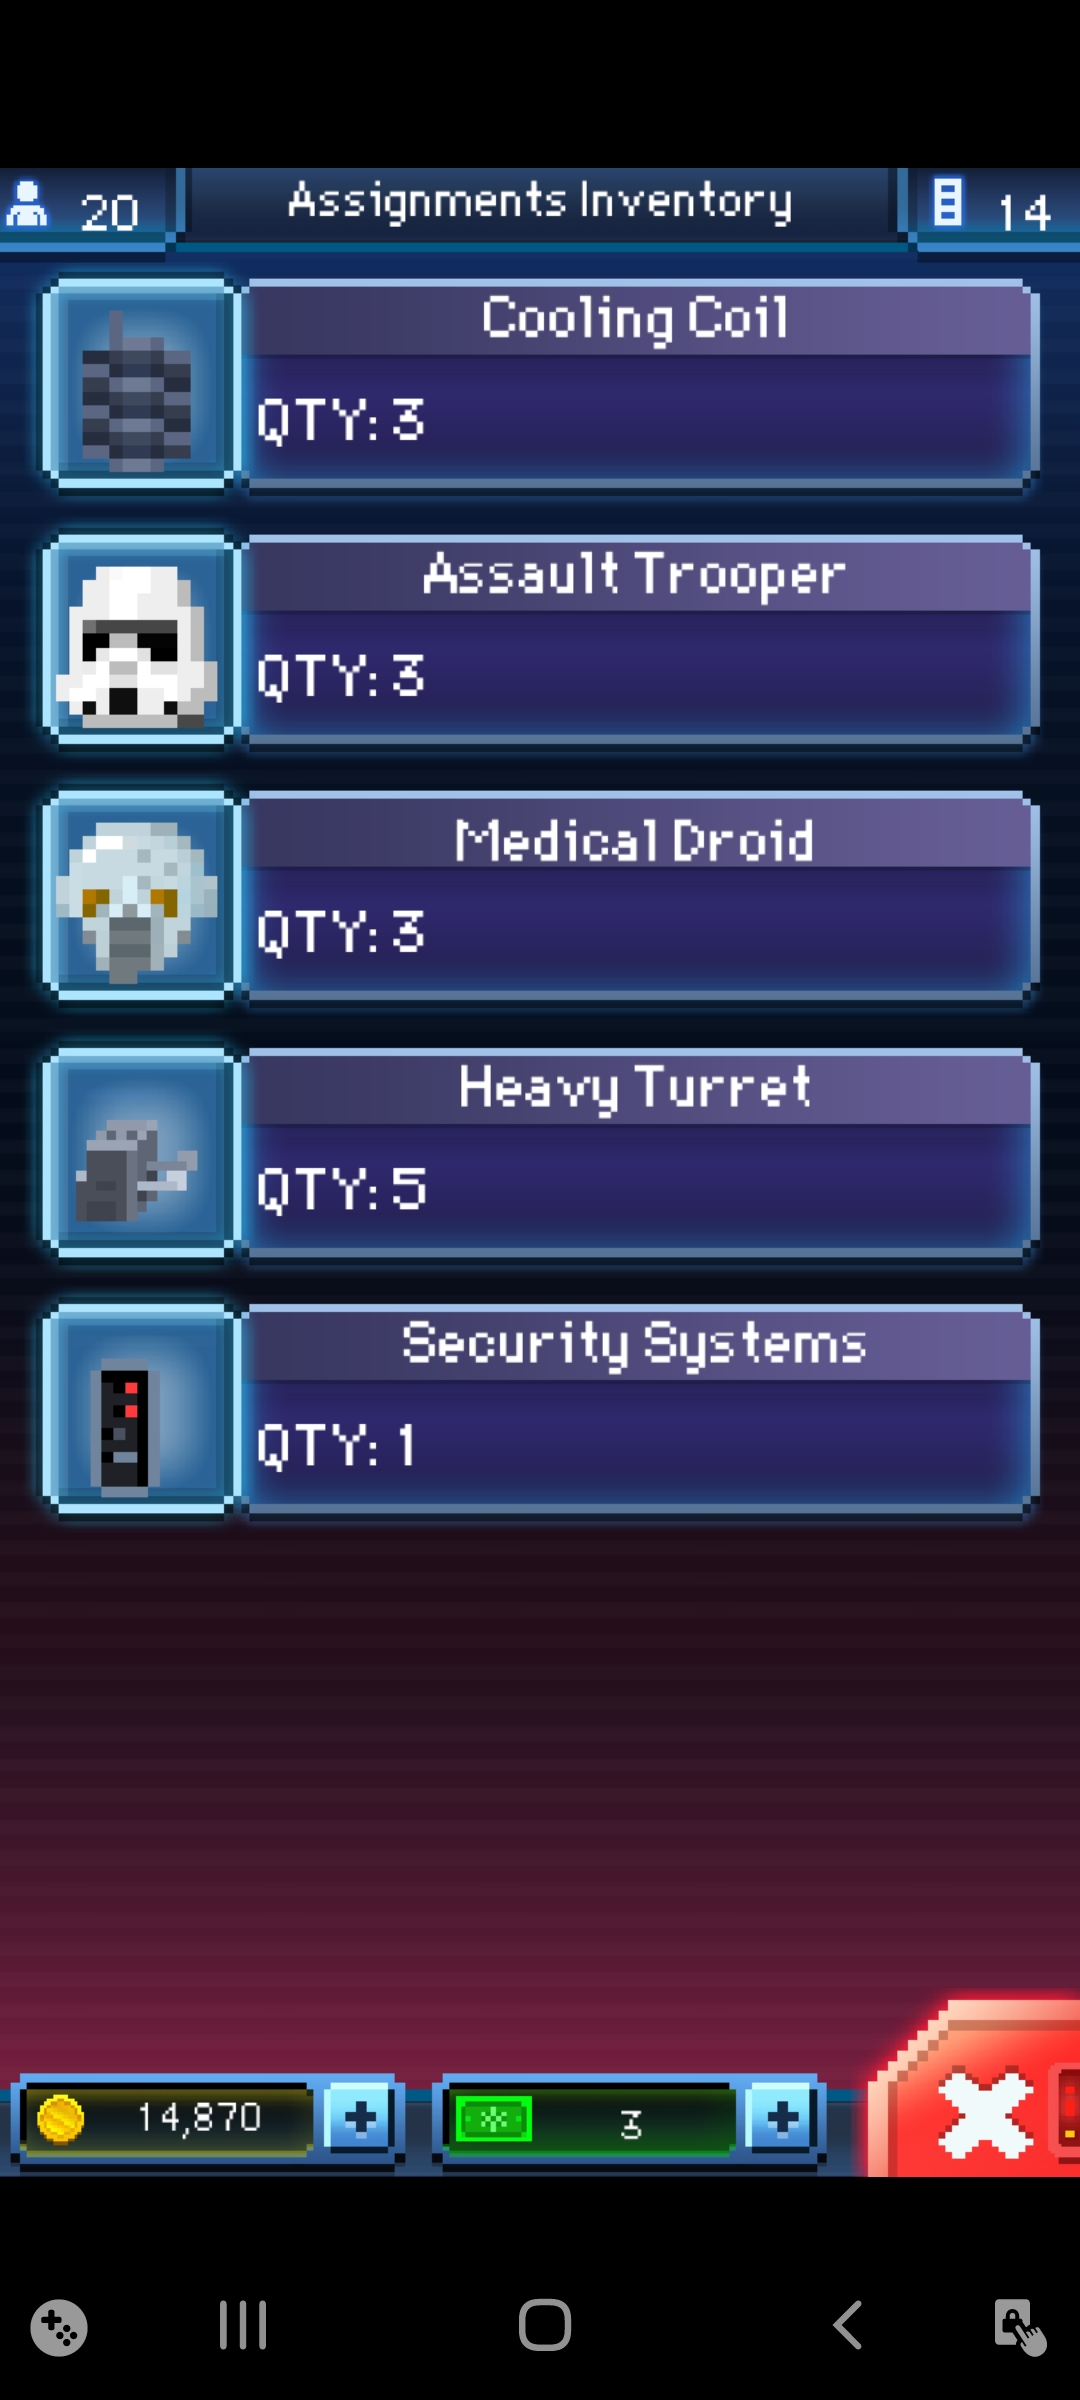 20
Assignments Inventory
14
Cooling Coil
QTY: 3
Assault Trooper
QTY: 3
Medical Droid
QTY: 3
Heavy Turret
QTY: 5
Security Systems
QTY: 1
14,870
3